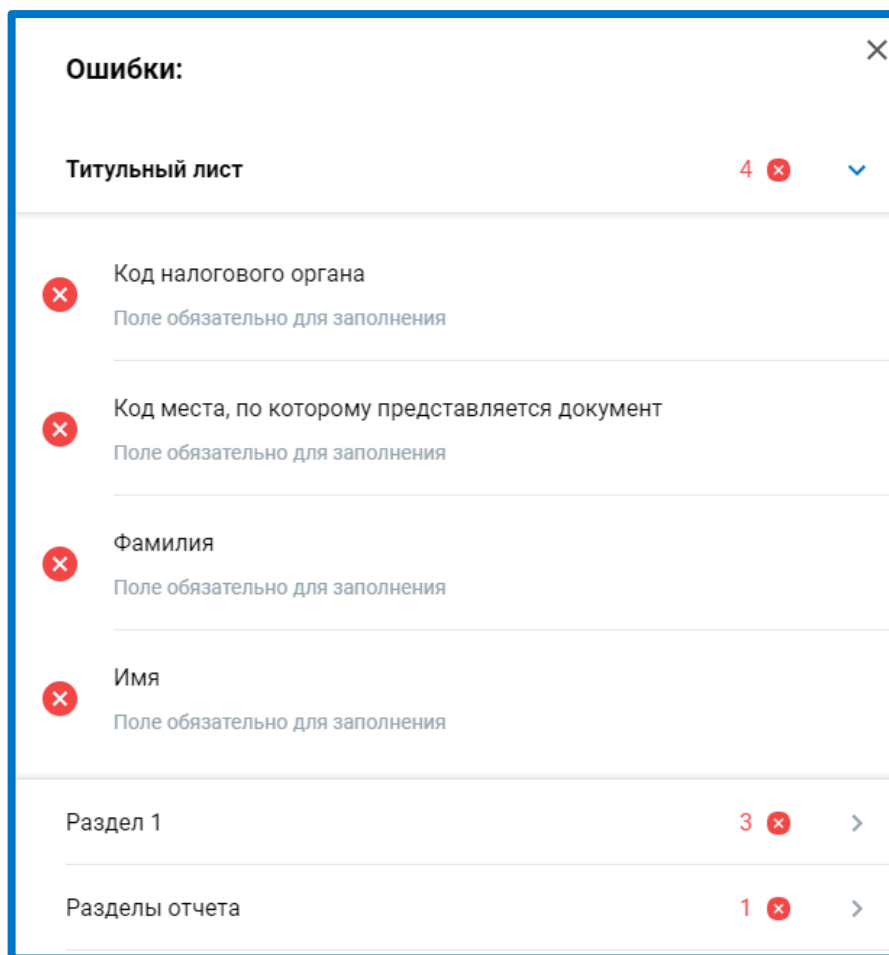 Ошибки:
Титульный лист 4
Код налогового органа
Поле обязательно для заполнения
Код места, по которому представляется документ
Поле обязательно для заполнения
Фамилия
Поле обязательно для заполнения
Имя
Поле обязательно для заполнения
Раздел 1 3
Разделы отчета 1